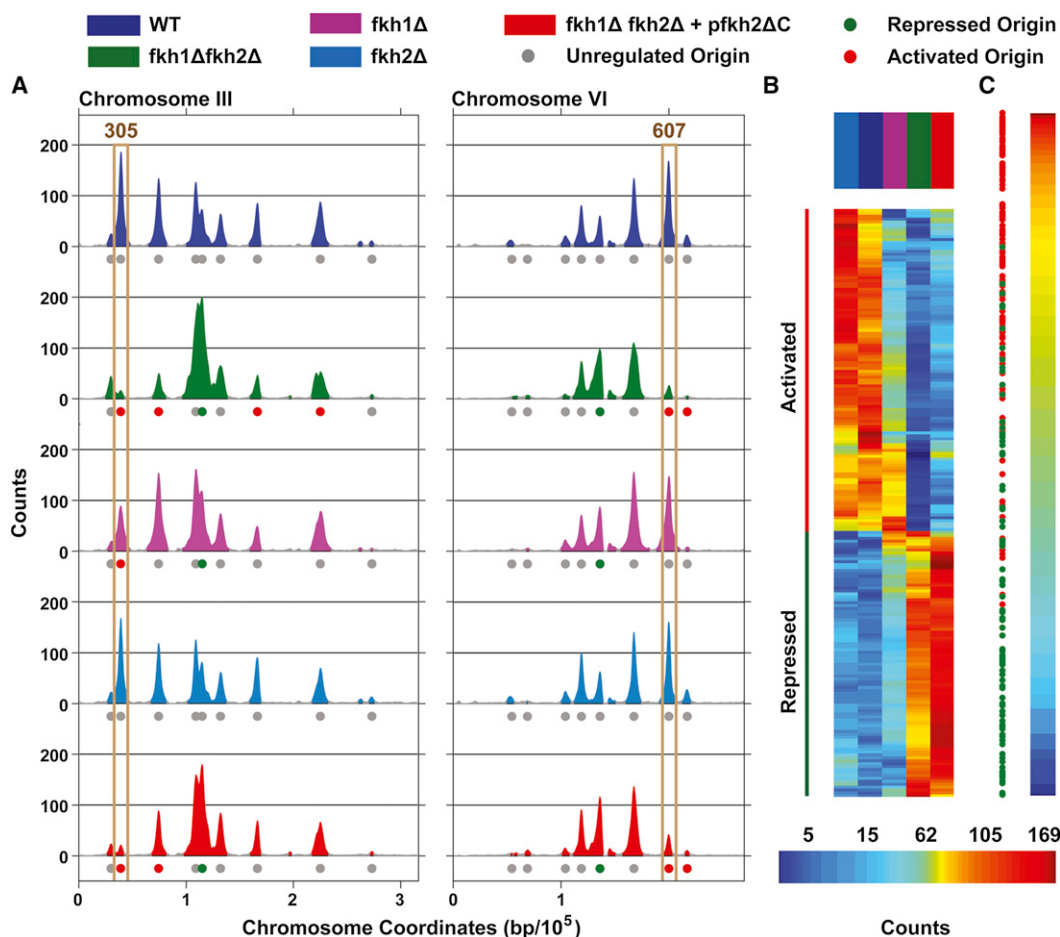 WT
fkh1Δ
fkh1Δ fkh2Δ + pfkh2ΔC
Repressed Origin
fkh1Δfkh2Δ
fkh2Δ
Unregulated Origin
Activated Origin
A
Chromosome III
Chromosome VI
B
C
305
607
200
100
0
200
100
0
200
100
0
200
100
0
200
100
0
Counts
0
1
2
3
1
Chromosome Coordinates (bp/10⁵)
Activated
Repressed
5
15
62
105
169
Counts